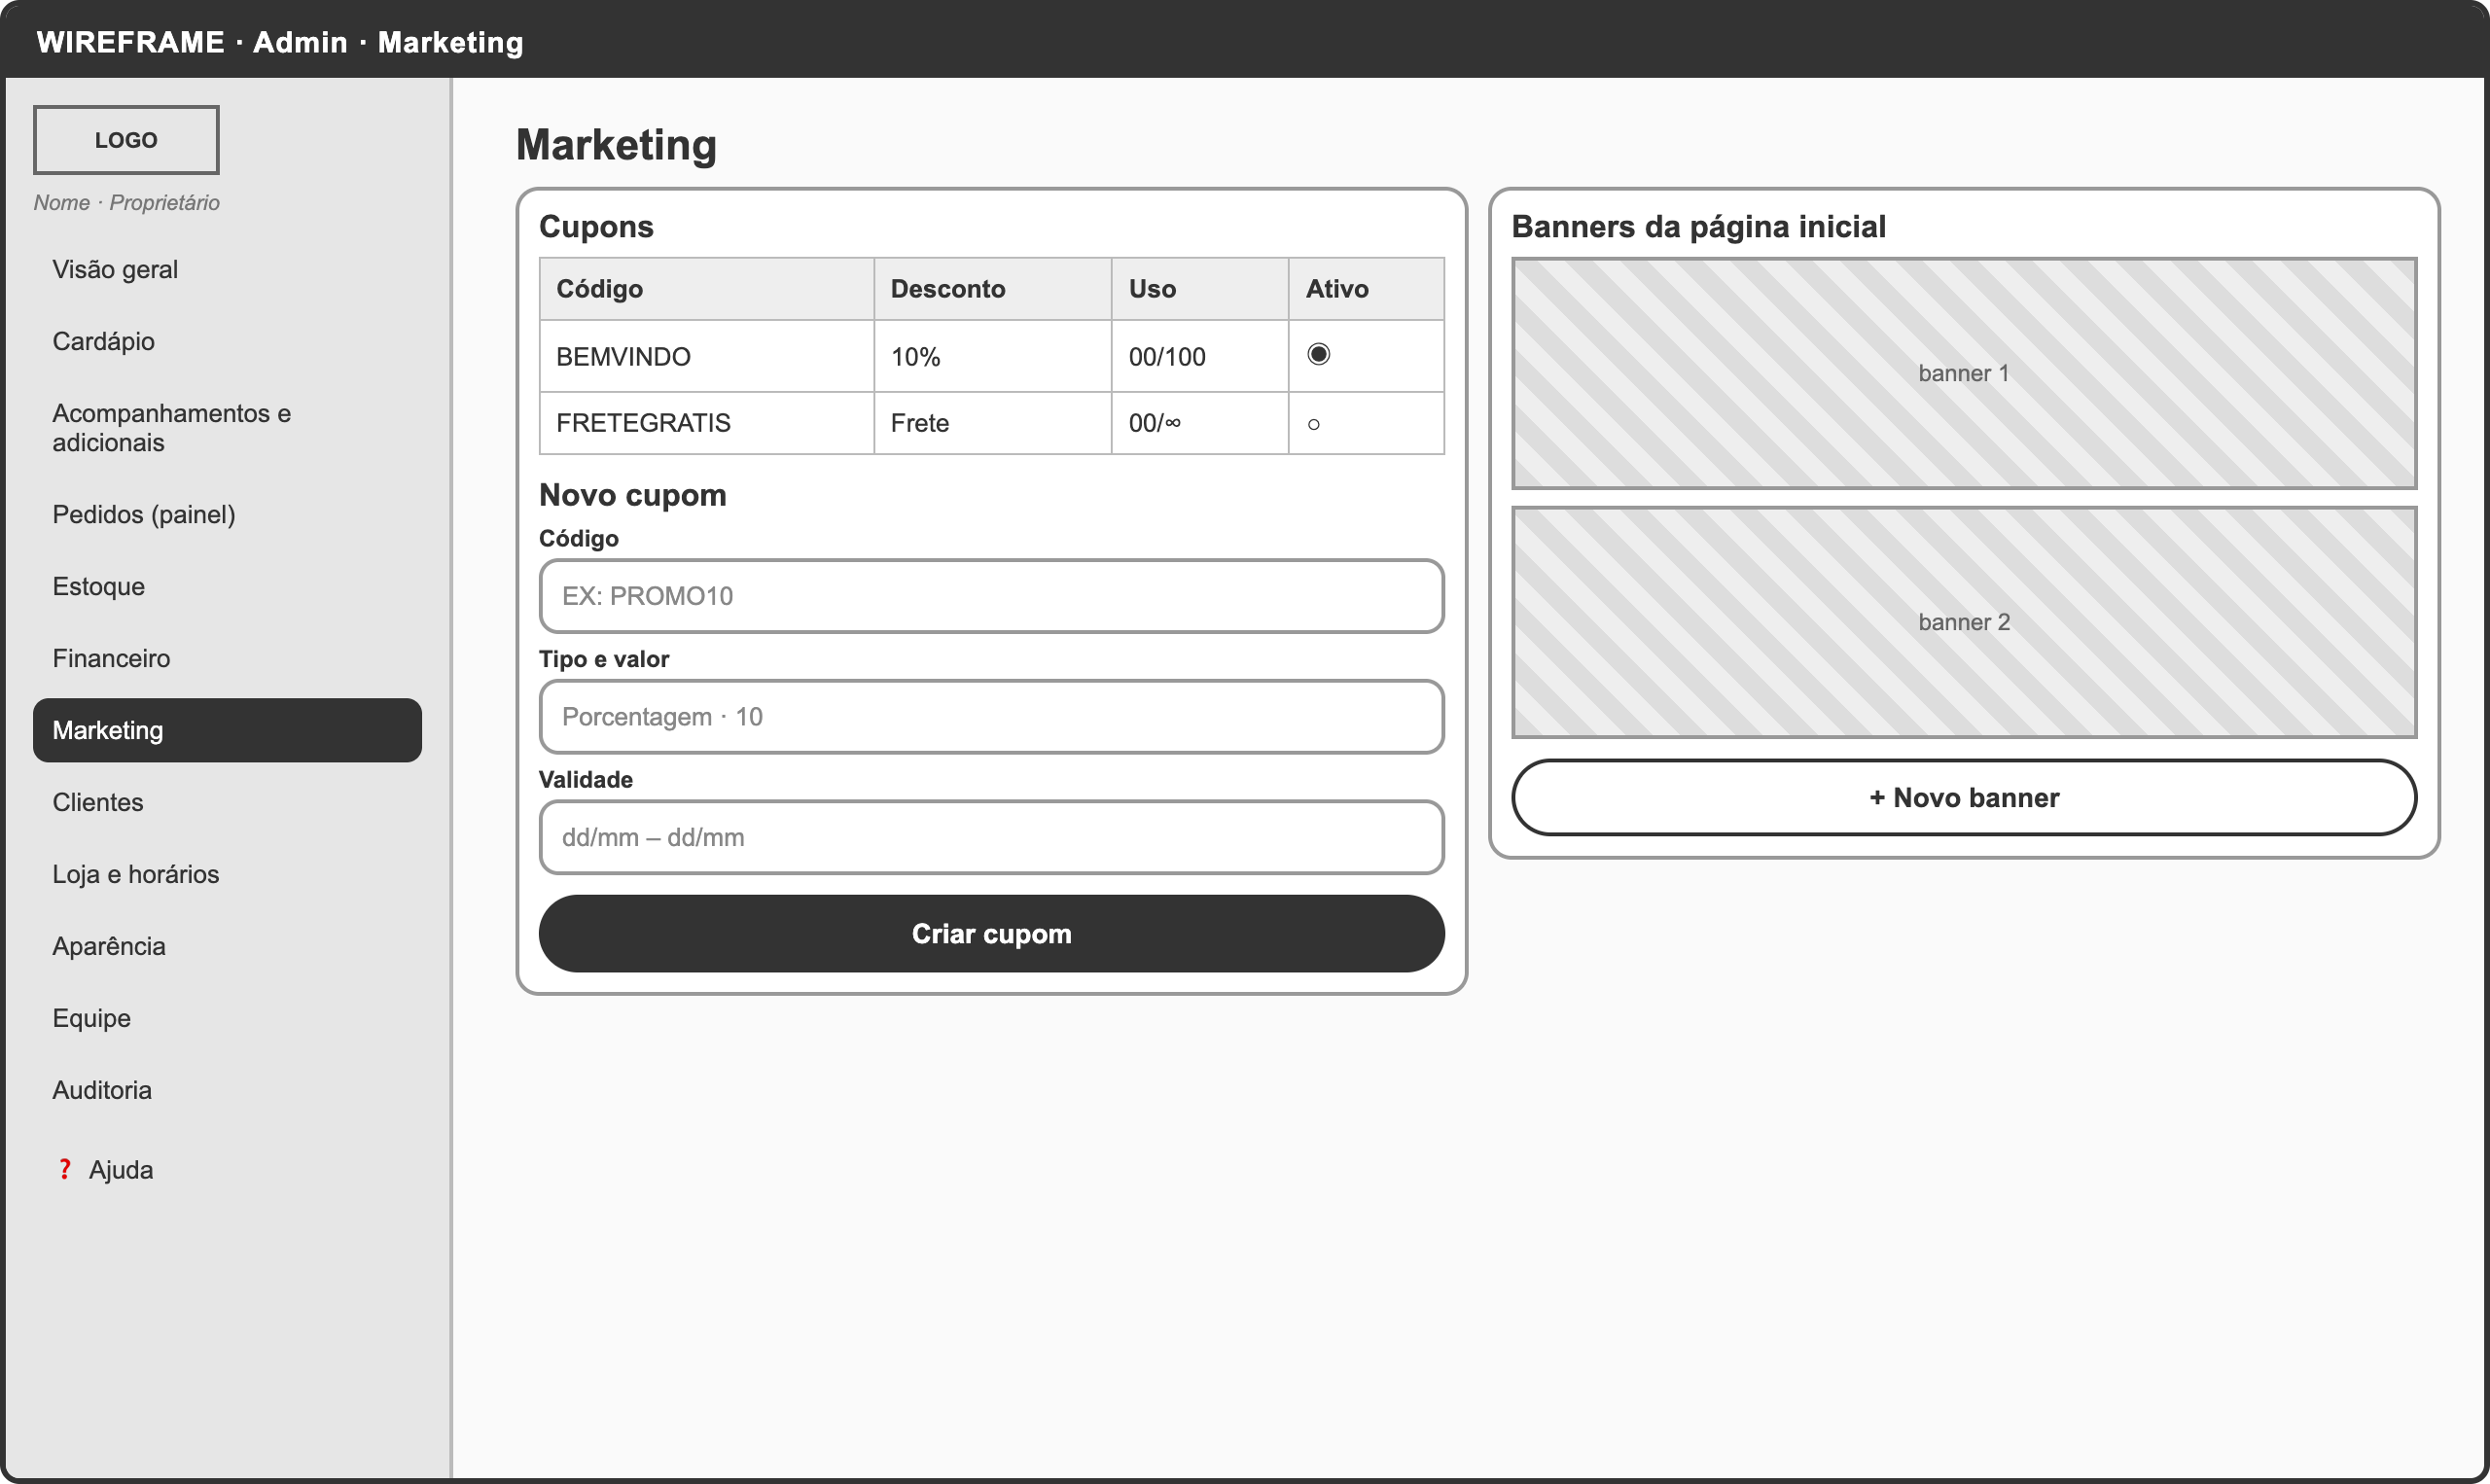 WIREFRAME · Admin · Marketing
LOGO
Nome · Proprietário
Visão geral
Cardápio
Acompanhamentos e
adicionais
Pedidos (painel)
Estoque
Financeiro
Marketing
Clientes
Loja e horários
Aparência
Equipe
Auditoria
❓ Ajuda
Marketing
Cupons
Código Desconto Uso Ativo
BEMVINDO 10% 00/100 ◉
FRETEGRATIS Frete 00/∞ ○
Novo cupom
Código
EX: PROMO10
Tipo e valor
Porcentagem · 10
Validade
dd/mm – dd/mm
Criar cupom
Banners da página inicial
banner 1
banner 2
+ Novo banner